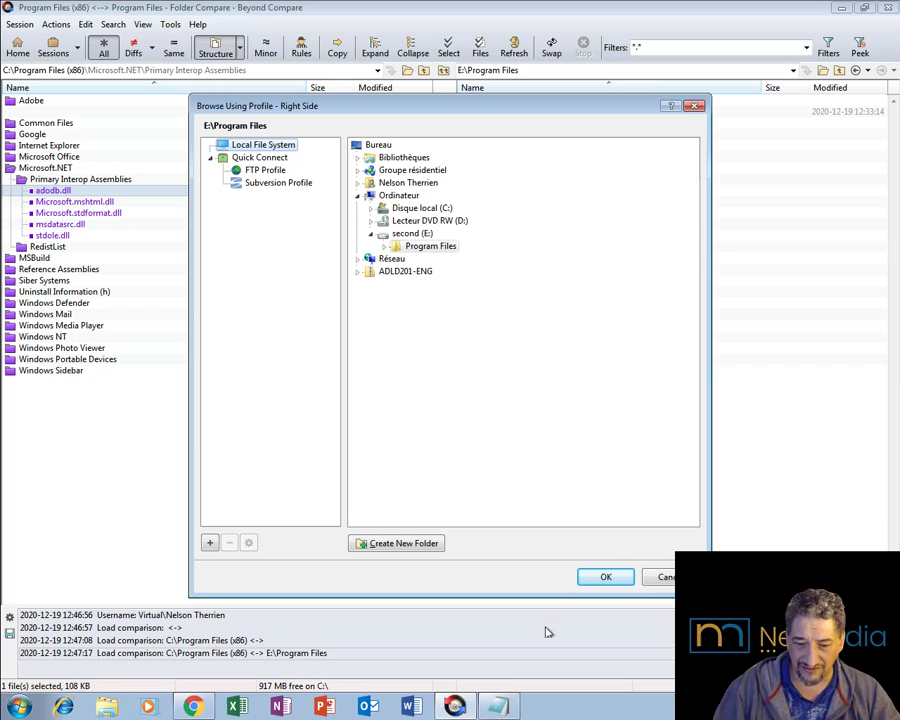 Program Files (x86) <--> Program Files - Folder Compare - Beyond Compare
Session Actions Edit Search View Tools Help
Home Sessions All Diffs Same Structure Minor Rules Copy Expand Collapse Select Files Refresh Swap Stop Filters: *.* Filters Peek
C:\Program Files (x86)\Microsoft.NET\Primary Interop Assemblies
E:\Program Files
Name Size Modified
Name Size Modified
2020-12-19 12:33:14
Adobe
Common Files
Google
Internet Explorer
Microsoft Office
Microsoft.NET
Primary Interop Assemblies
adodb.dll
Microsoft.mshtml.dll
Microsoft.stdformat.dll
msdatasrc.dll
stdole.dll
RedistList
MSBuild
Reference Assemblies
Siber Systems
Uninstall Information (h)
Windows Defender
Windows Mail
Windows Media Player
Windows NT
Windows Photo Viewer
Windows Portable Devices
Windows Sidebar
Browse Using Profile - Right Side
E:\Program Files
Local File System
Quick Connect
FTP Profile
Subversion Profile
Bureau
Bibliothèques
Groupe résidentiel
Nelson Therrien
Ordinateur
Disque local (C:)
Lecteur DVD RW (D:)
second (E:)
Program Files
Réseau
ADLD201-ENG
Create New Folder
OK
2020-12-19 12:46:56 Username: Virtual\Nelson Therrien
2020-12-19 12:46:57 Load comparison: <->
2020-12-19 12:47:08 Load comparison: C:\Program Files (x86) <->
2020-12-19 12:47:17 Load comparison: C:\Program Files (x86) <-> E:\Program Files
1 file(s) selected, 108 KB
917 MB free on C:\